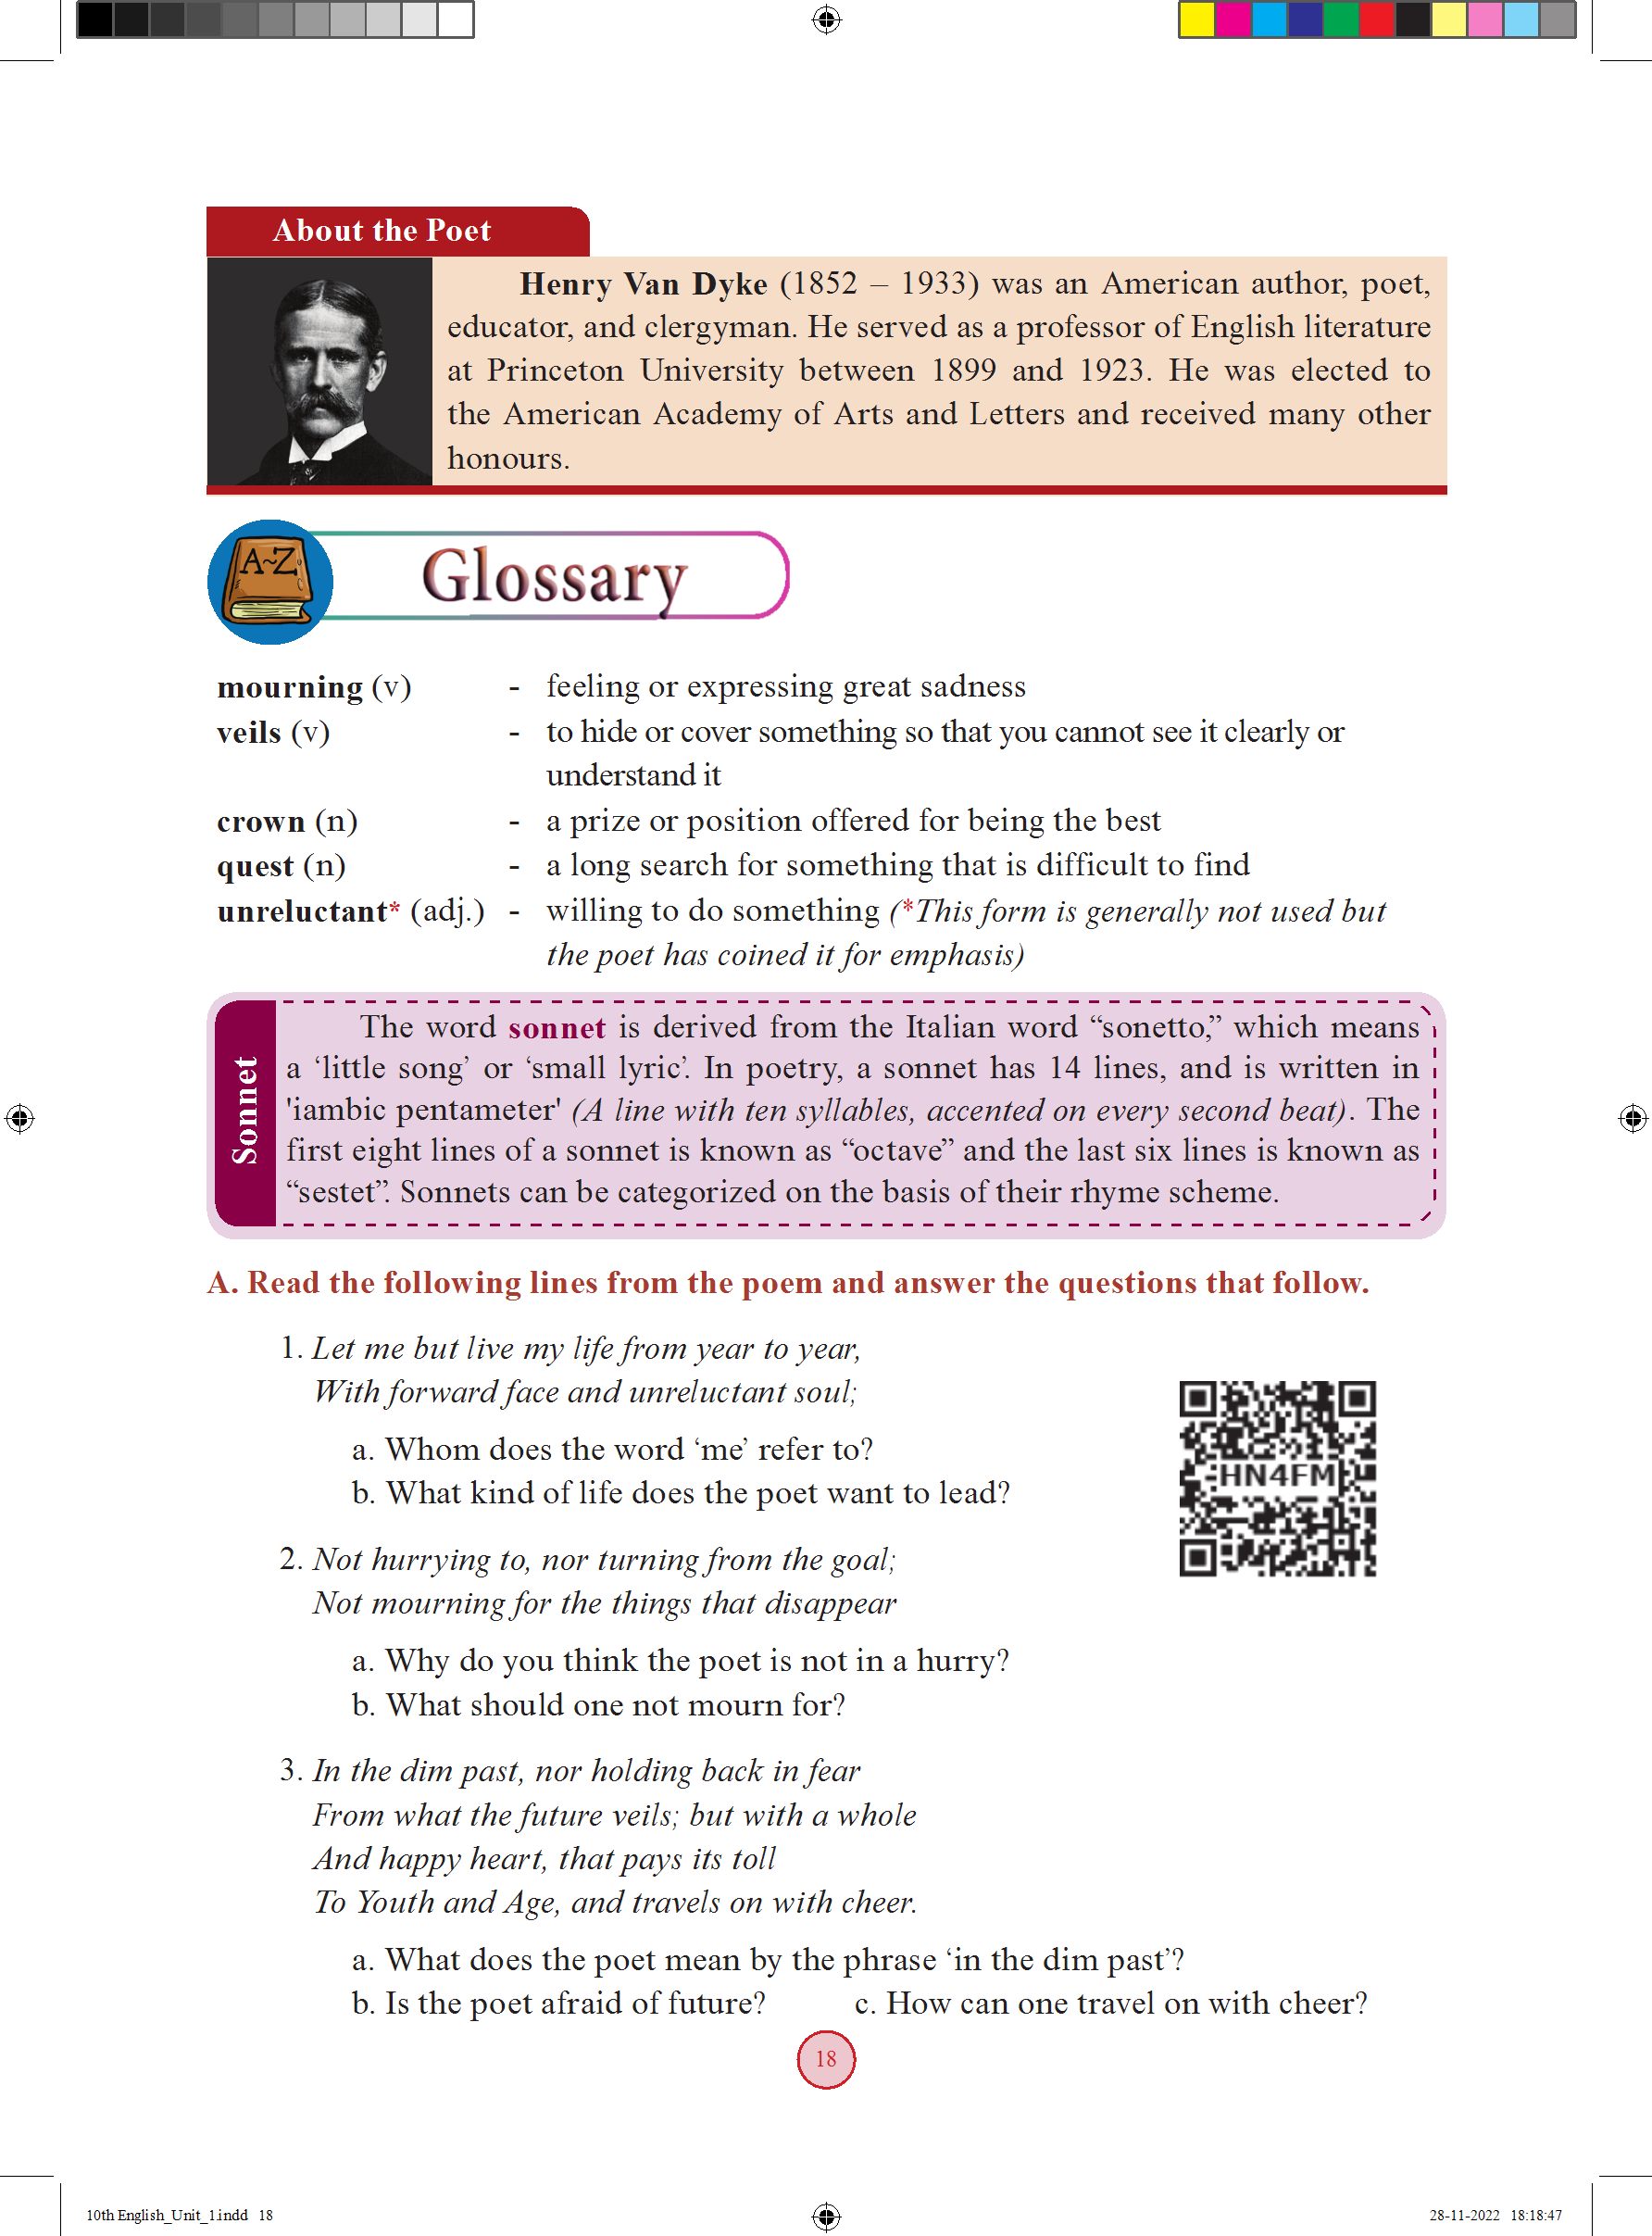 About the Poet
Henry Van Dyke (1852 – 1933) was an American author, poet,
educator, and clergyman. He served as a professor of English literature
at Princeton University between 1899 and 1923. He was elected to
the American Academy of Arts and Letters and received many other
honours.
A~Z
Glossary
mourning (v) - feeling or expressing great sadness
veils (v) - to hide or cover something so that you cannot see it clearly or
understand it
crown (n) - a prize or position offered for being the best
quest (n) - a long search for something that is difficult to find
unreluctant* (adj.) - willing to do something (*This form is generally not used but
the poet has coined it for emphasis)
Sonnet
The word sonnet is derived from the Italian word “sonetto,” which means
a ‘little song’ or ‘small lyric’. In poetry, a sonnet has 14 lines, and is written in
'iambic pentameter' (A line with ten syllables, accented on every second beat). The
first eight lines of a sonnet is known as “octave” and the last six lines is known as
“sestet”. Sonnets can be categorized on the basis of their rhyme scheme.
A. Read the following lines from the poem and answer the questions that follow.
1. Let me but live my life from year to year,
With forward face and unreluctant soul;
a. Whom does the word ‘me’ refer to?
b. What kind of life does the poet want to lead?
HN4FM
2. Not hurrying to, nor turning from the goal;
Not mourning for the things that disappear
a. Why do you think the poet is not in a hurry?
b. What should one not mourn for?
3. In the dim past, nor holding back in fear
From what the future veils; but with a whole
And happy heart, that pays its toll
To Youth and Age, and travels on with cheer.
a. What does the poet mean by the phrase ‘in the dim past’?
b. Is the poet afraid of future? c. How can one travel on with cheer?
18
10th English_Unit_1.indd 18 28-11-2022 18:18:47